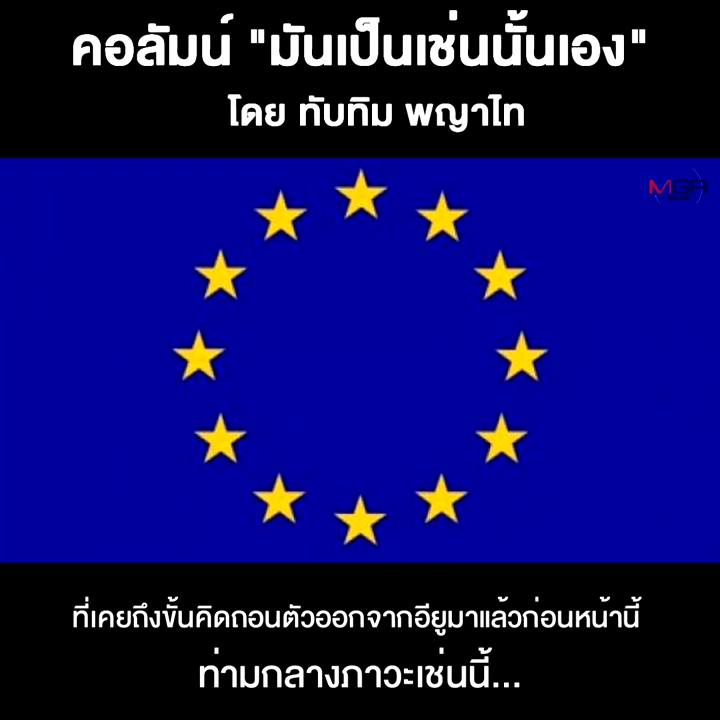 คอลัมน์ "มันเป็นเช่นนั้นเอง"
โดย ทับทิม พญาไท
MGR
ที่เคยถึงขั้นคิดถอนตัวออกจากอียูมาแล้วก่อนหน้านี้
ท่ามกลางภาวะเช่นนี้...